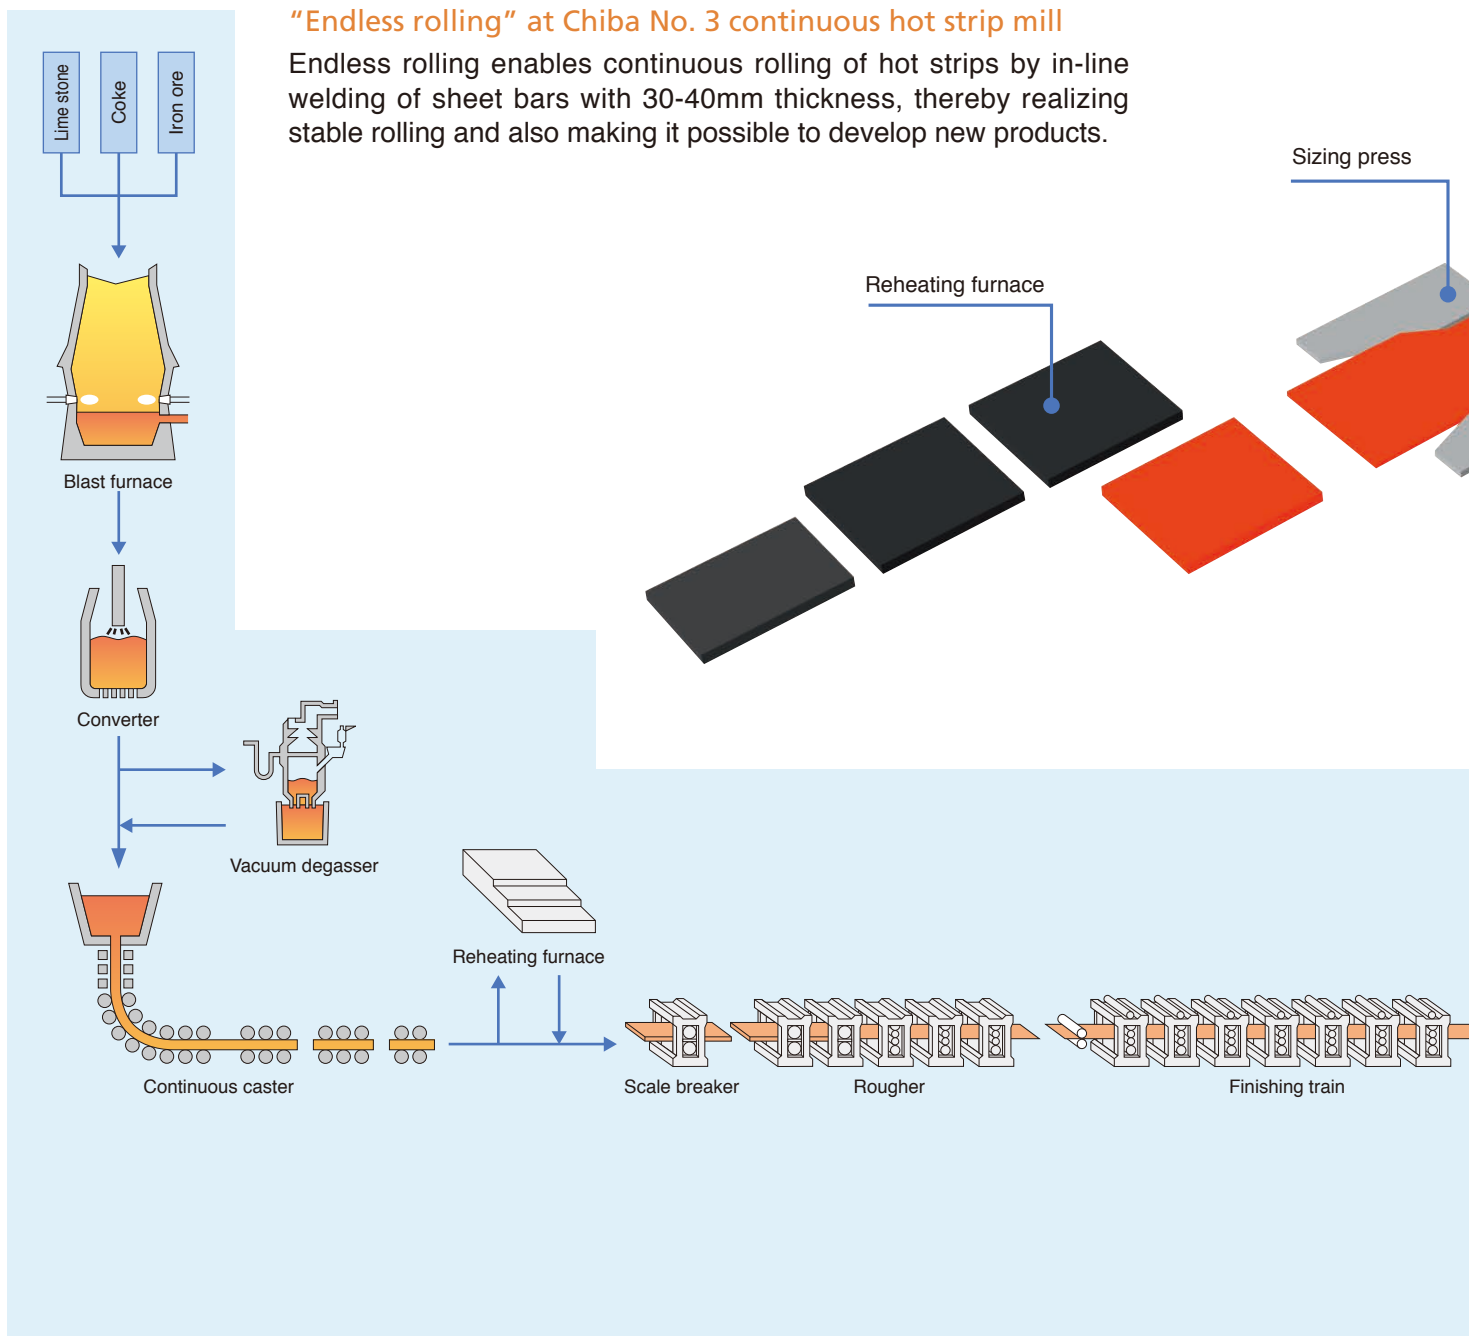 “Endless rolling” at Chiba No. 3 continuous hot strip mill
Endless rolling enables continuous rolling of hot strips by in-line
welding of sheet bars with 30-40mm thickness, thereby realizing
stable rolling and also making it possible to develop new products.
Lime stone
Coke
Iron ore
Sizing press
Reheating furnace
Blast furnace
Converter
Vacuum degasser
Reheating furnace
Continuous caster
Scale breaker
Rougher
Finishing train